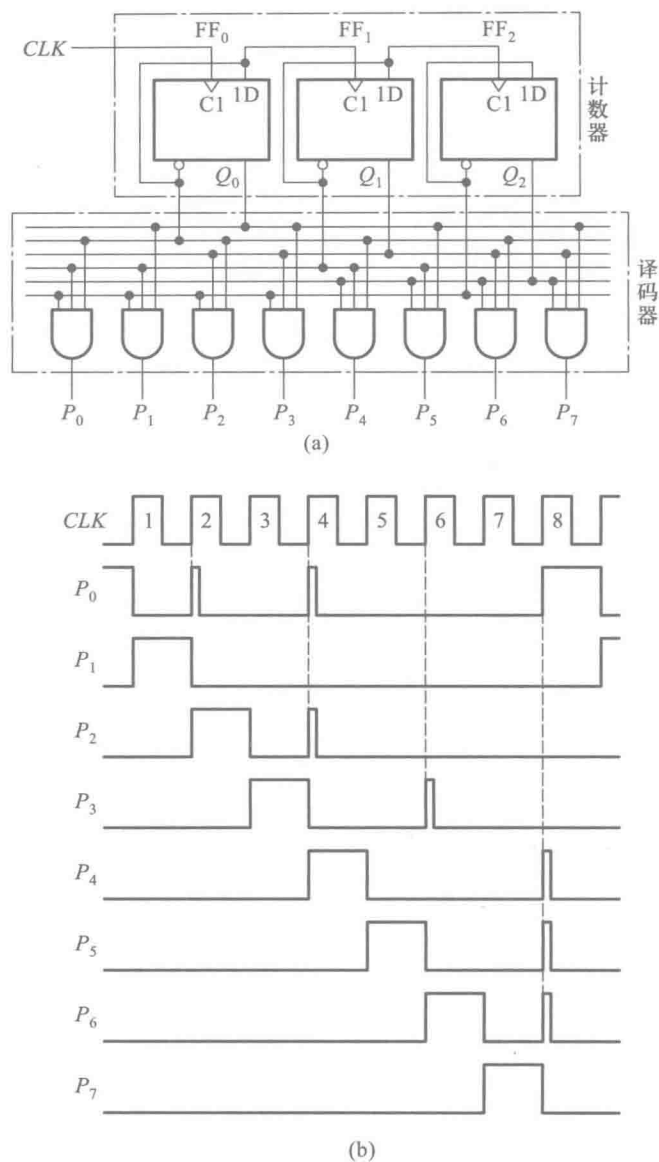 FF₀ FF₁ FF₂
CLK
C1 1D C1 1D C1 1D
计数器
Q₀ Q₁ Q₂
译码器
P₀ P₁ P₂ P₃ P₄ P₅ P₆ P₇
(a)
CLK 1 2 3 4 5 6 7 8
P₀
P₁
P₂
P₃
P₄
P₅
P₆
P₇
(b)